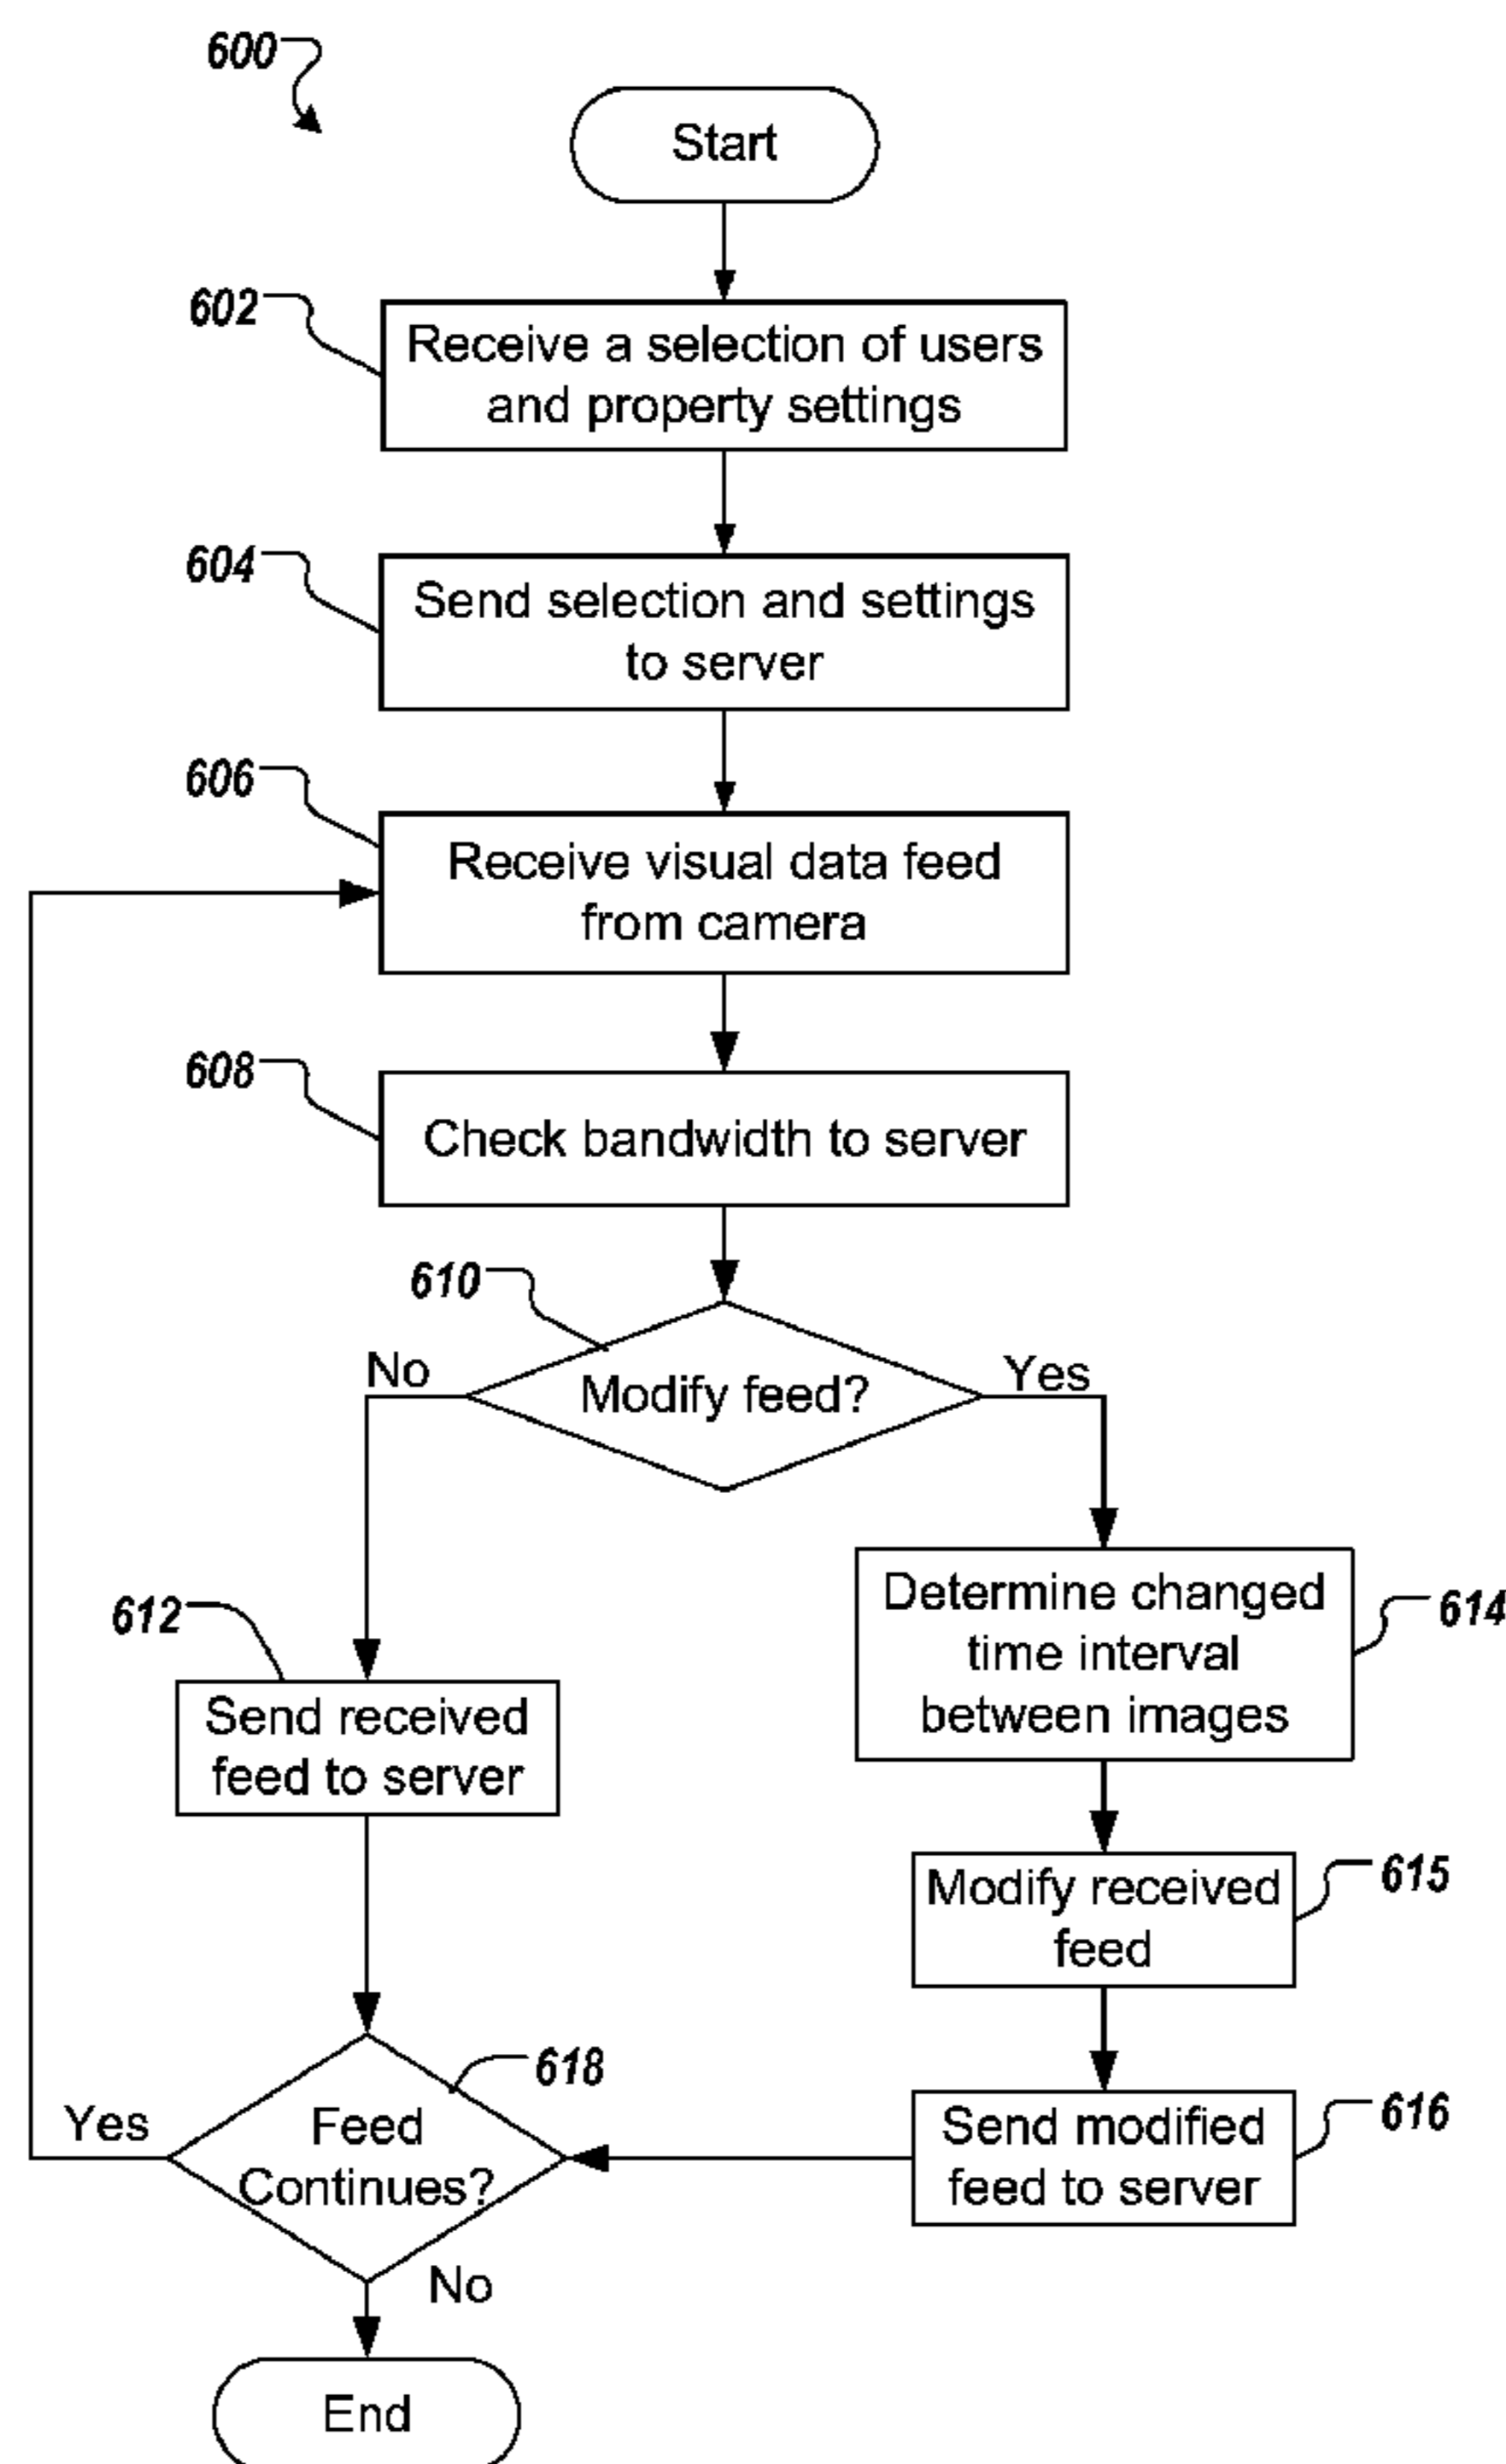 600
Start
602
Receive a selection of users
and property settings
604
Send selection and settings
to server
606
Receive visual data feed
from camera
608
Check bandwidth to server
610
No
Modify feed?
Yes
Determine changed
time interval
between images
614
612
Send received
feed to server
Modify received
feed
615
618
Yes
Feed
Continues?
Send modified
feed to server
616
No
End